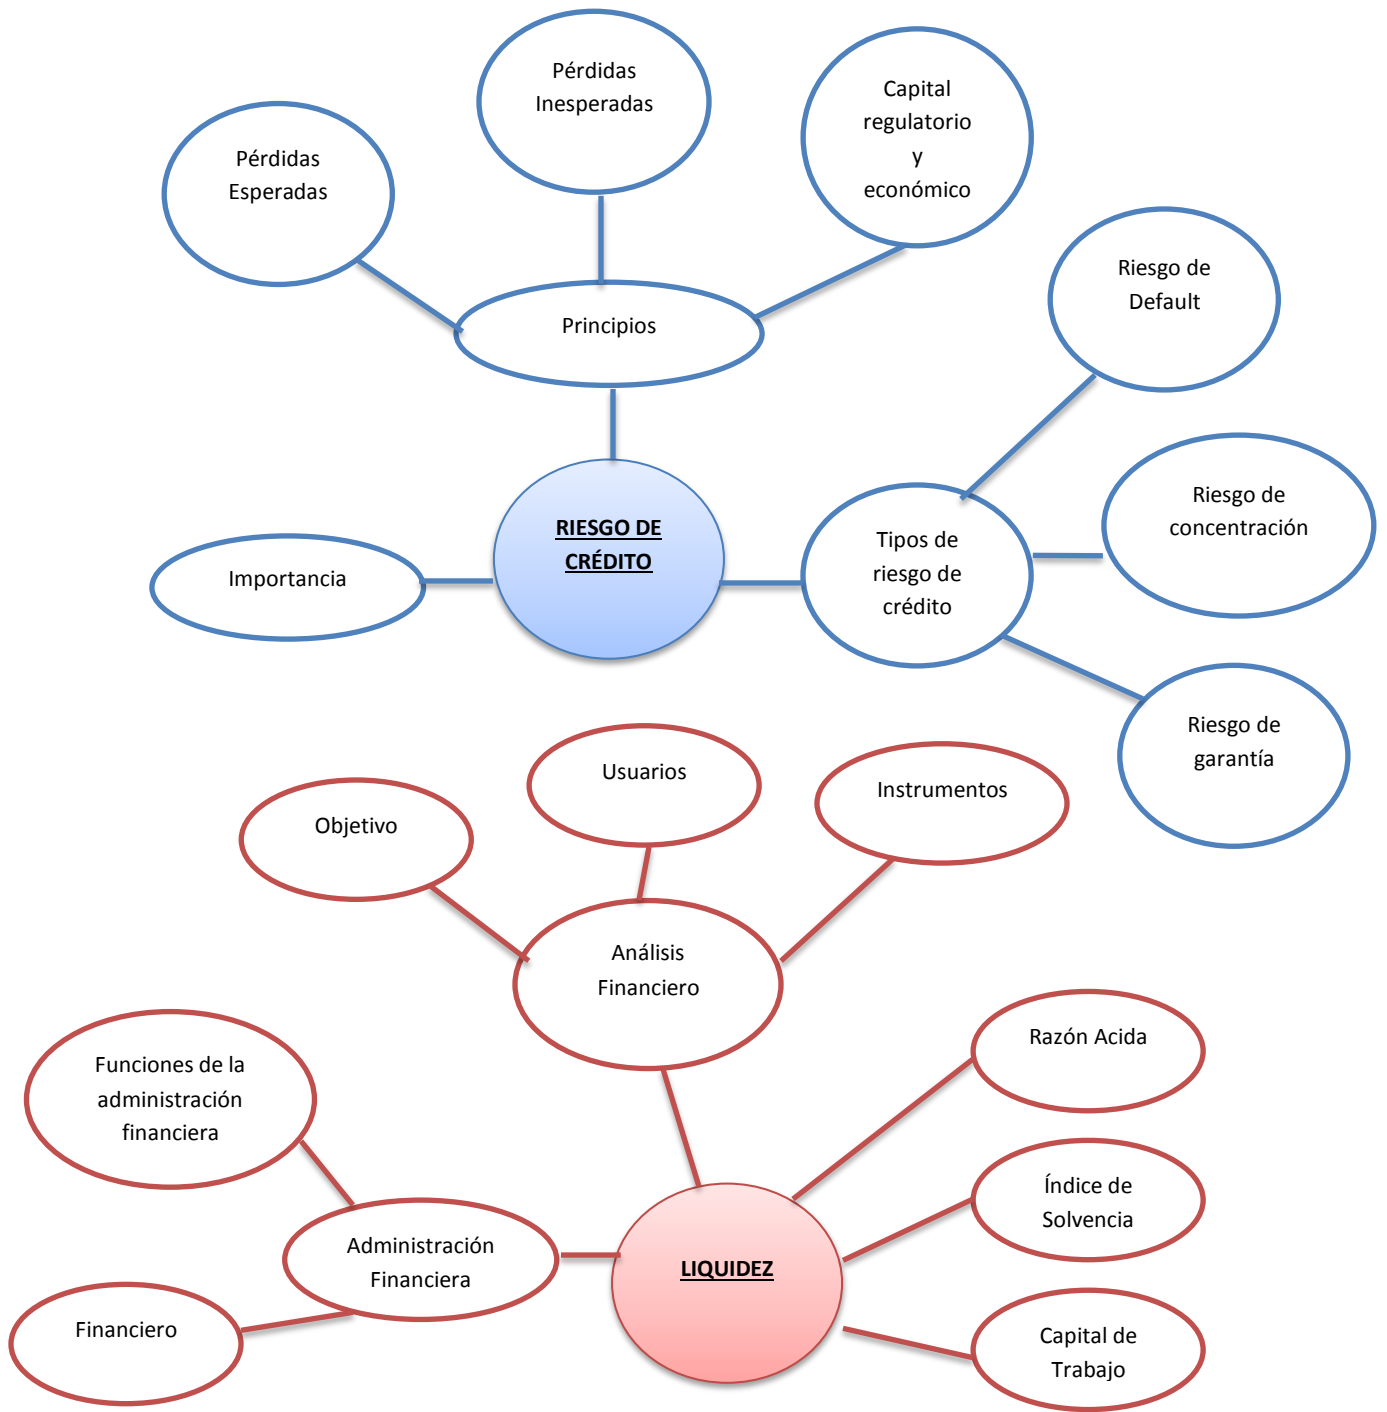 Pérdidas
Inesperadas
Capital
regulatorio
y
económico
Pérdidas
Esperadas
Riesgo de
Default
Principios
Riesgo de
concentración
RIESGO DE
CRÉDITO
Tipos de
riesgo de
crédito
Importancia
Riesgo de
garantía
Usuarios
Instrumentos
Objetivo
Análisis
Financiero
Razón Acida
Funciones de la
administración
financiera
Índice de
Solvencia
Administración
Financiera
LIQUIDEZ
Financiero
Capital de
Trabajo